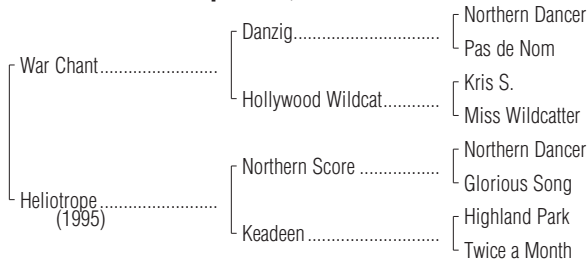 Northern Dancer
Danzig
Pas de Nom
War Chant
Kris S.
Hollywood Wildcat
Miss Wildcatter
Northern Dancer
Northern Score
Glorious Song
Heliotrope
(1995)
Highland Park
Keadeen
Twice a Month